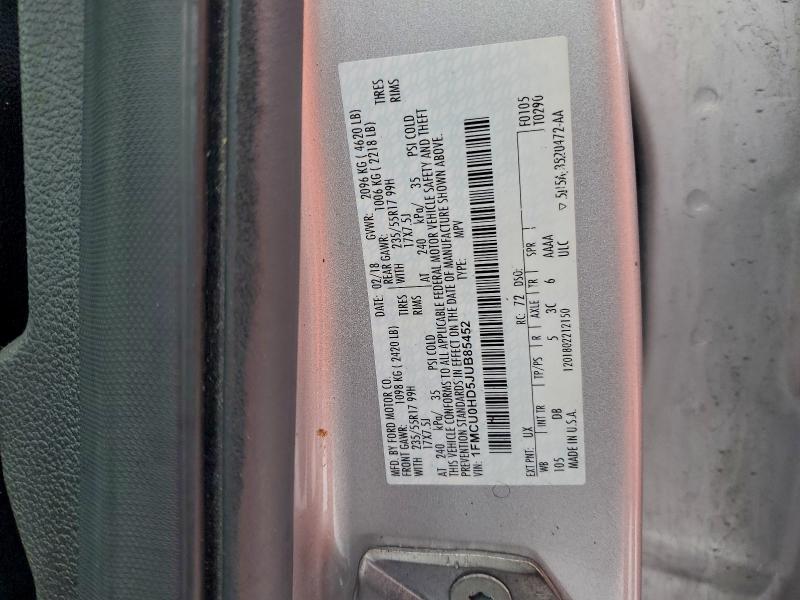 MFD. BY FORD MOTOR CO.
DATE: 02/18 GVWR: 2096 KG ( 4620 LB)
FRONT GAWR: 1098 KG ( 2420 LB) REAR GAWR: 1006 KG ( 2218 LB)
WITH 235/55R17 99H TIRES WITH 235/55R17 99H TIRES
17X7.5J RIMS 17X7.5J RIMS
AT 240 kPa/ 35 PSI COLD AT 240 kPa/ 35 PSI COLD
THIS VEHICLE CONFORMS TO ALL APPLICABLE FEDERAL MOTOR VEHICLE SAFETY AND THEFT
PREVENTION STANDARDS IN EFFECT ON THE DATE OF MANUFACTURE SHOWN ABOVE.
VIN: 1FMCU0HD5JUB85452 TYPE: MPV
F0105
EXT PNT: UX RC: 72 DSO: T0290
WB INT TR TP/PS R AXLE TR SPR
105 DB 5 3C 6 AAAA
MADE IN U.S.A. 1201802212150 ULC